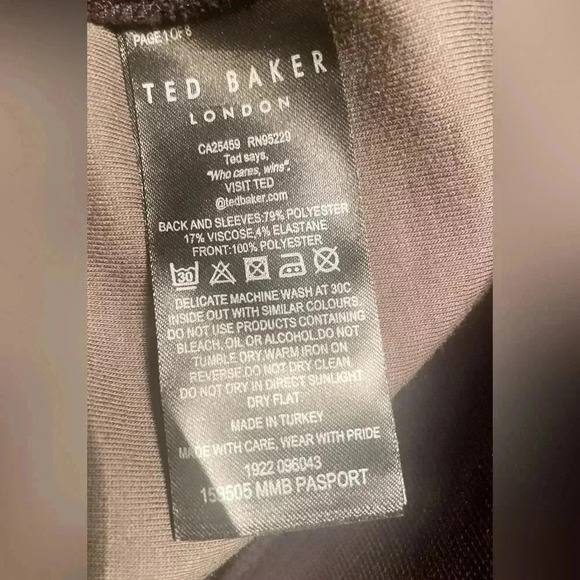 PAGE 1 OF 8
TED BAKER
LONDON
CA25459 RN95229
Ted says,
"Who cares, wins".
VISIT TED
@tedbaker.com
BACK AND SLEEVES:79% POLYESTER
17% VISCOSE,4% ELASTANE
FRONT:100% POLYESTER
30
DELICATE MACHINE WASH AT 30C
INSIDE OUT WITH SIMILAR COLOURS.
DO NOT USE PRODUCTS CONTAINING
BLEACH, OIL OR ALCOHOL.DO NOT
TUMBLE DRY.WARM IRON ON
REVERSE.DO NOT DRY CLEAN
DO NOT DRY IN DIRECT SUNLIGHT
DRY FLAT
MADE IN TURKEY
MADE WITH CARE, WEAR WITH PRIDE
1922 096043
159505 MMB PASPORT